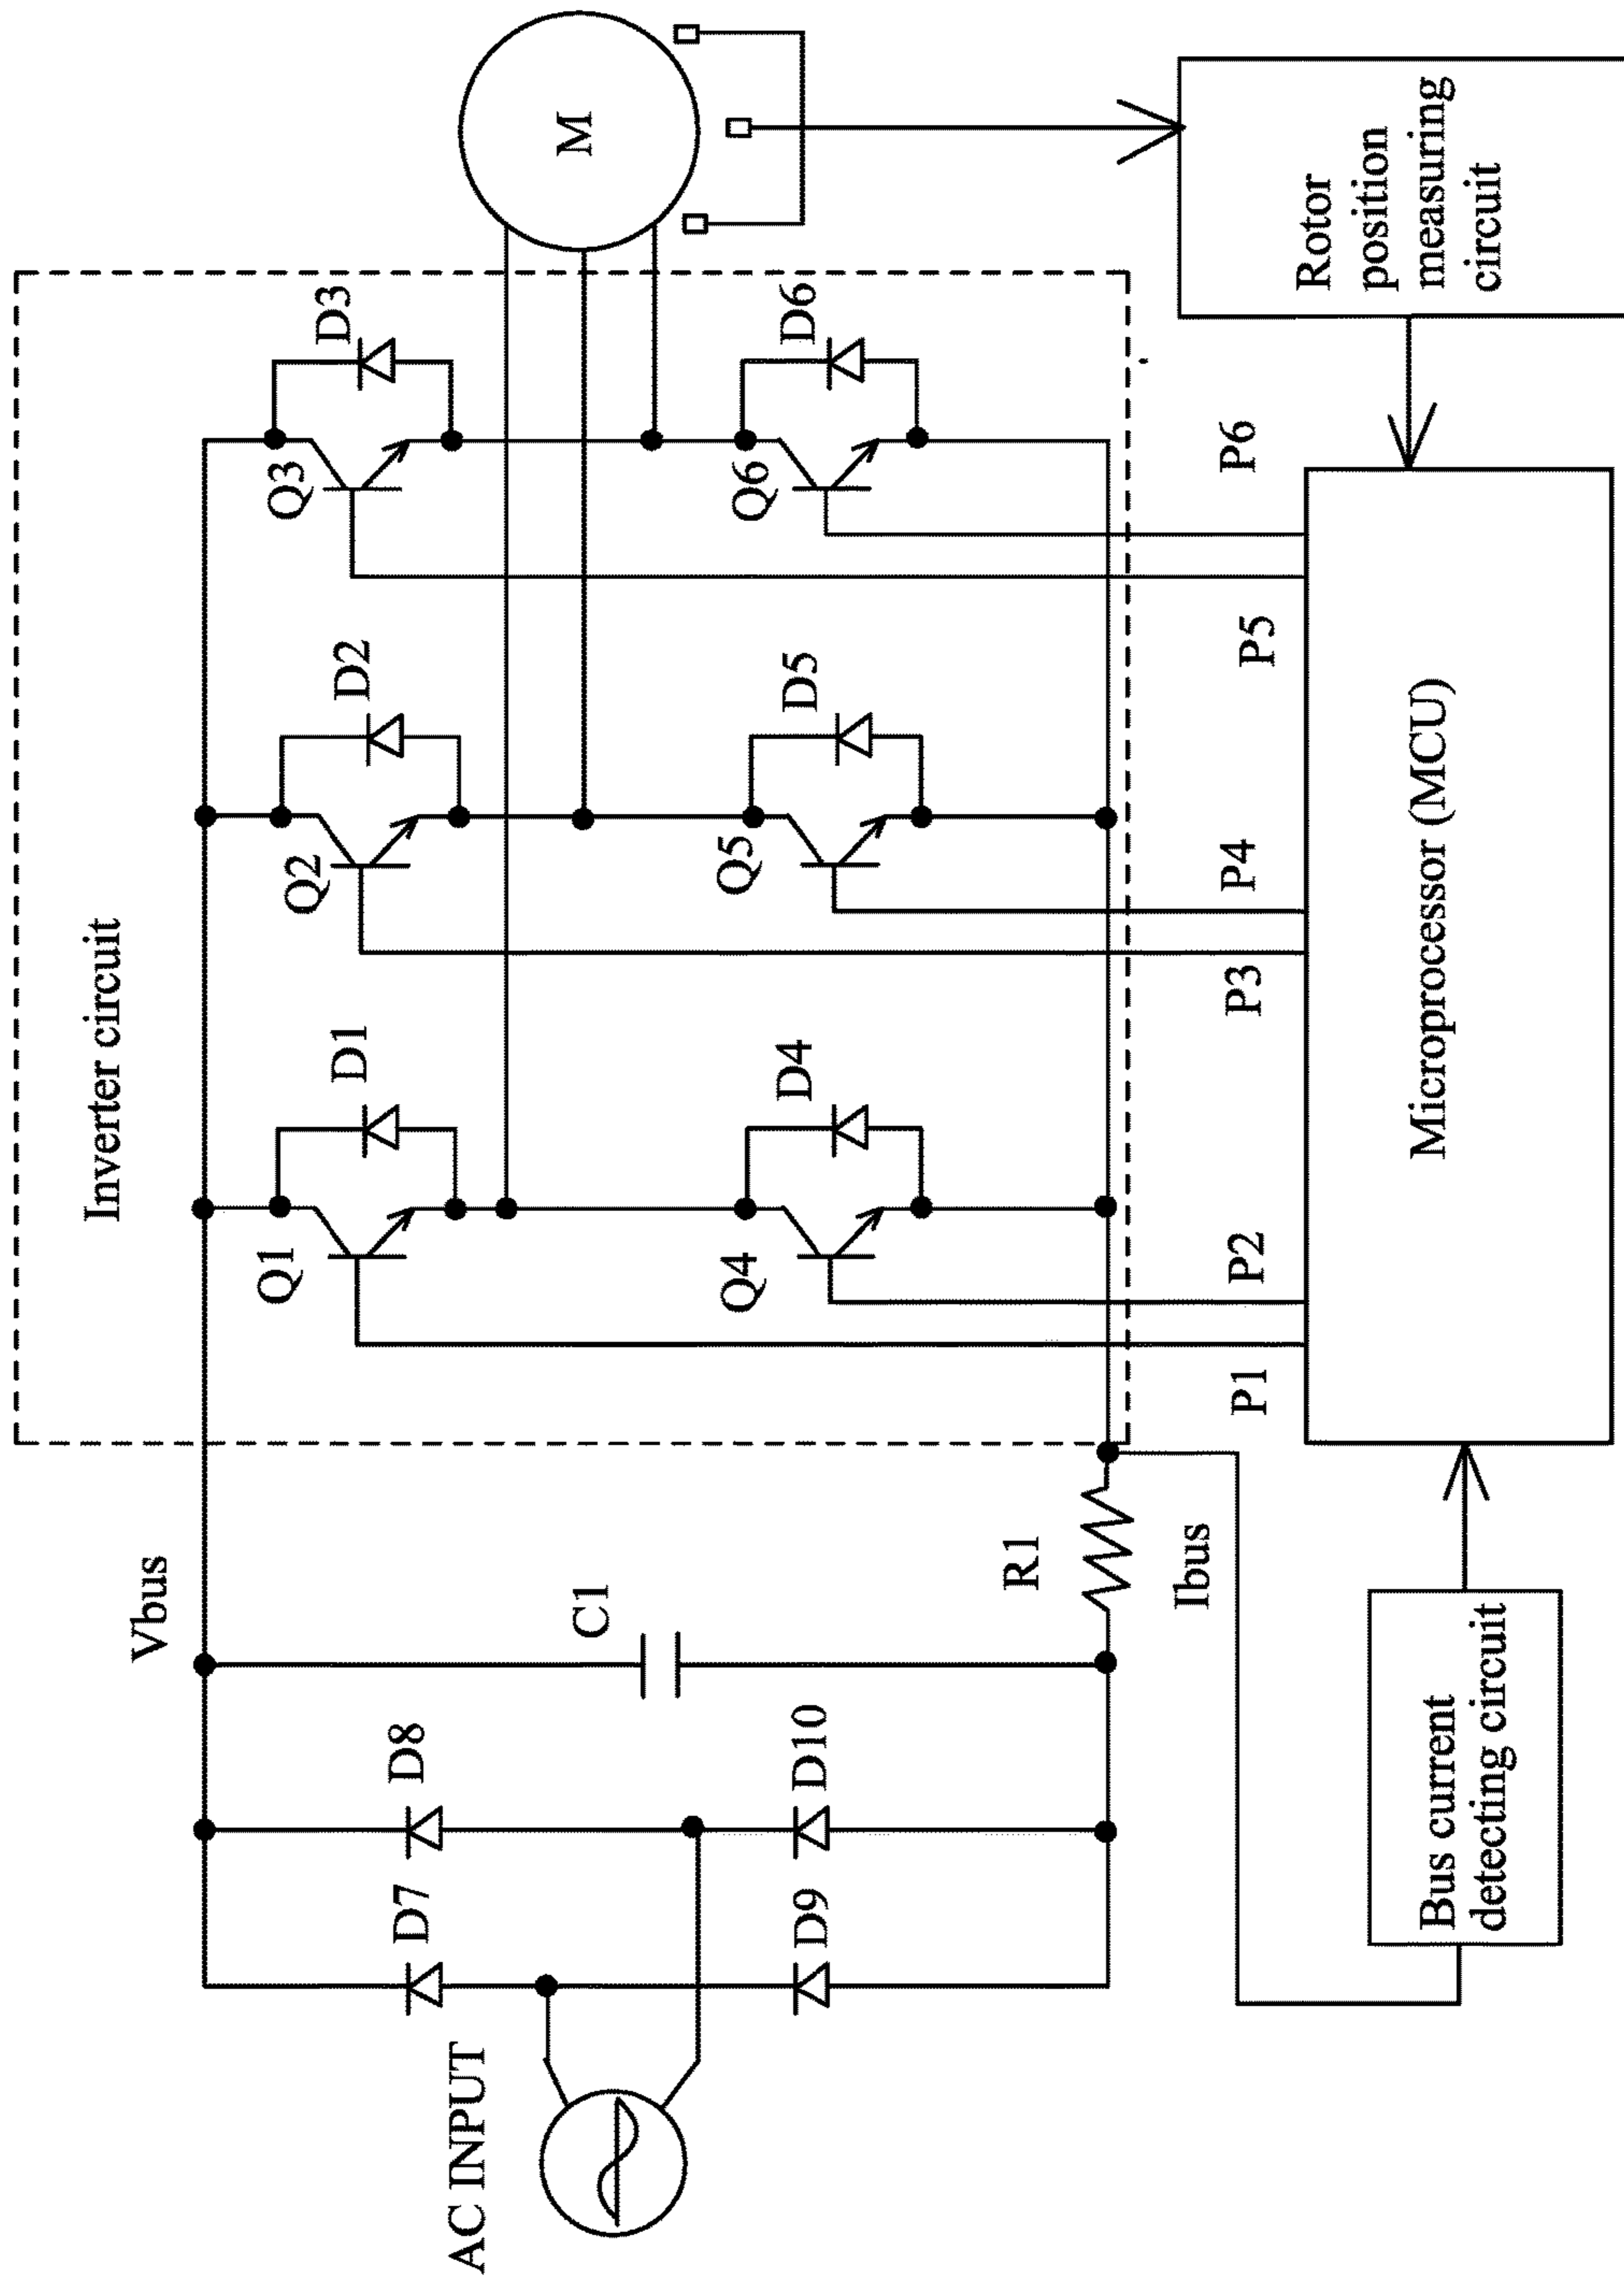 Inverter circuit
Vbus
Q1
D1
Q2
D2
Q3
D3
D7
D8
C1
AC INPUT
M
D9
D10
Q4
D4
Q5
D5
Q6
D6
R1
Ibus
P1
P2
P3
P4
P5
P6
Rotor
position
measuring
circuit
Bus current
detecting circuit
Microprocessor (MCU)